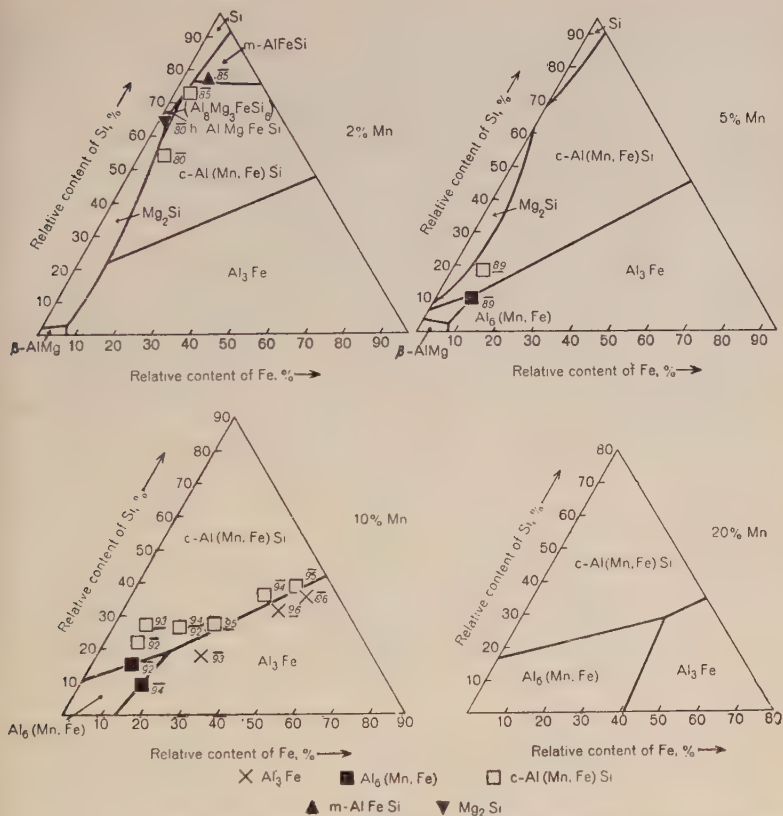 Si
m-AlFeSi
90
80
70
60
50
40
30
20
10
85
85
(Al8Mg3FeSi6)
80 h AlMgFeSi
80
c-Al(Mn,Fe)Si
Mg2Si
Al3Fe
2% Mn
Relative content of Si, % →
β-AlMg
10 20 30 40 50 60 70 80 90
Relative content of Fe, % →
Si
90
80
70
60
50
40
30
20
10
5% Mn
c-Al(Mn,Fe)Si
Mg2Si
89
89
Al3Fe
Al6(Mn,Fe)
Relative content of Si, % →
β-AlMg
10 20 30 40 50 60 70 80 90
Relative content of Fe, % →
90
80
70
60
50
40
30
20
10
10% Mn
c-Al(Mn,Fe)Si
94 95
96 86
93 94 92 95
92
92
93
94
Al3Fe
Relative content of Si, % →
Al6(Mn,Fe)
10 20 30 40 50 60 70 80 90
Relative content of Fe, % →
80
70
60
50
40
30
20
10
20% Mn
c-Al(Mn,Fe)Si
Al6(Mn,Fe)
Al3Fe
Relative content of Si, % →
10 20 30 40 50 60 70 80
Relative content of Fe, % →
Al3Fe Al6(Mn,Fe) c-Al(Mn,Fe)Si
m-AlFeSi Mg2Si